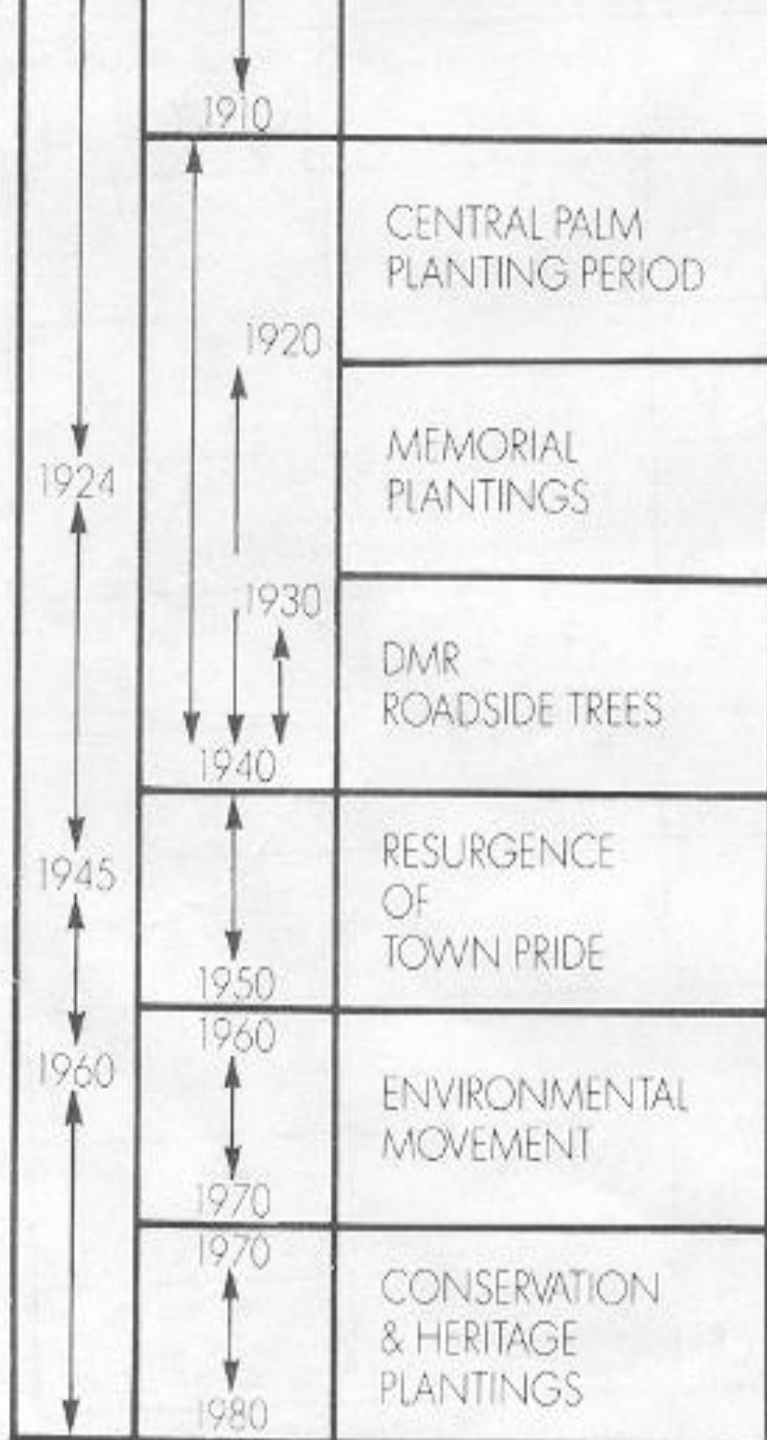 1910
CENTRAL PALM
PLANTING PERIOD
1920
MEMORIAL
PLANTINGS
1924
1930
DMR
ROADSIDE TREES
1940
RESURGENCE
OF
TOWN PRIDE
1945
1950
1960
1960
ENVIRONMENTAL
MOVEMENT
1970
1970
CONSERVATION
& HERITAGE
PLANTINGS
1980